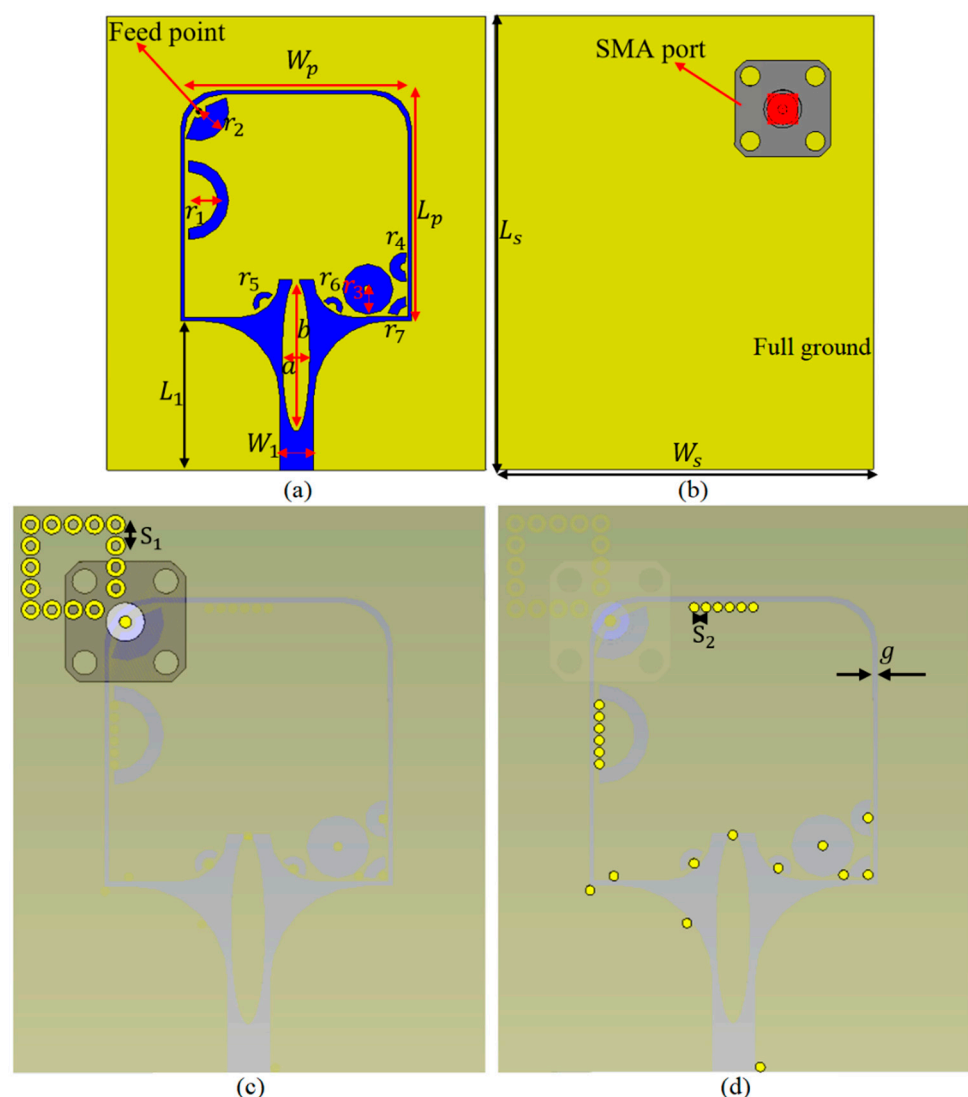 Feed point
W_p
r_2
r_1
L_p
r_4
r_5
r_6
r_3
r_7
b
a
L_1
W_1
(a)
SMA port
L_s
Full ground
W_s
(b)
S_1
(c)
S_2
g
(d)